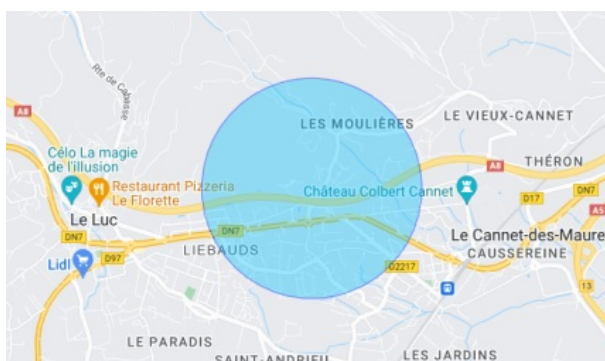 Rte de Cabasse
A8
LES MOULIÈRES
LE VIEUX-CANNET
Célo La magie
de l'illusion
Restaurant Pizzeria
Le Florette
A8
THÉRON
Château Colbert Cannet
D17
DN7
Le Luc
A5
DN7
DN7
Le Cannet-des-Maure
LIEBAUDS
CAUSSEREINE
Lidl
D97
D2217
13
LE PARADIS
SAINT-ANDRIEU
LES JARDINS